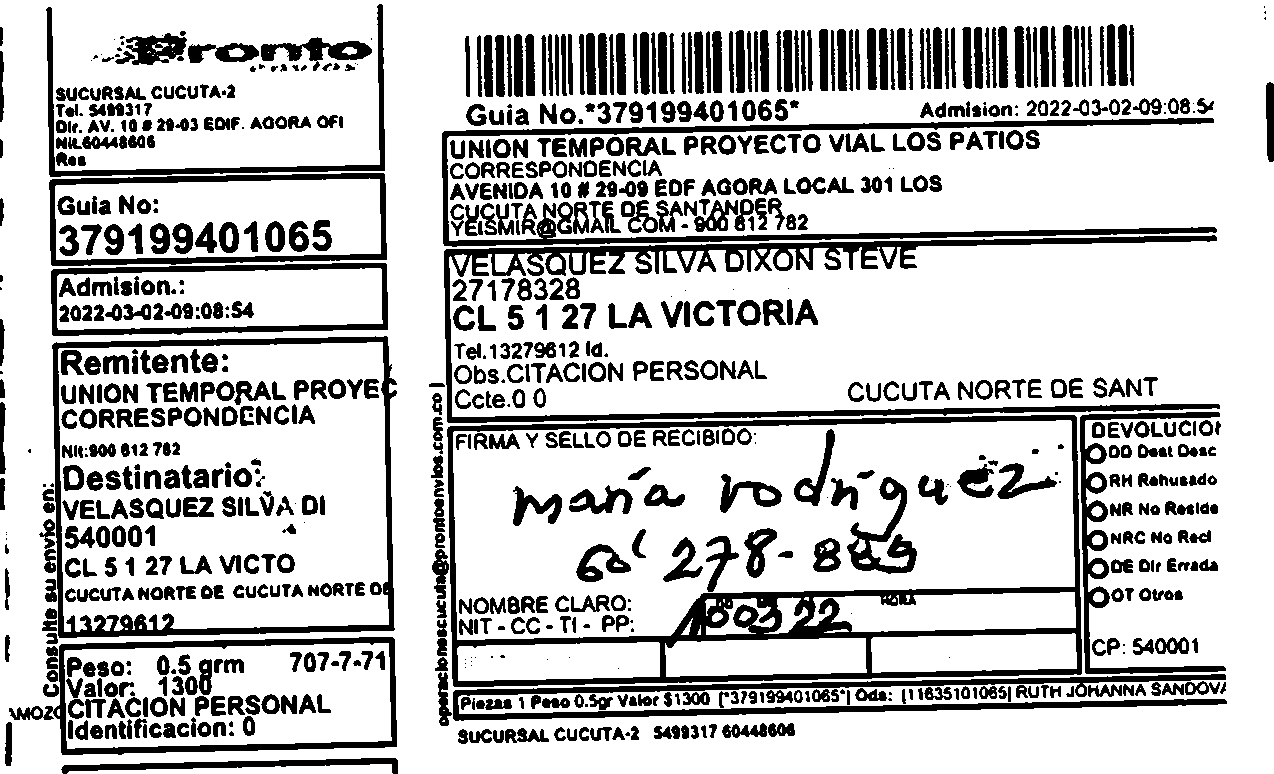 Pronto
envios
SUCURSAL CUCUTA-2
Tel. 5499317
Dir. AV. 10 # 29-03 EDIF. AGORA OFI
Nit.60448606
Res
Guia No:
379199401065
Admision.:
2022-03-02-09:08:54
Remitente:
UNION TEMPORAL PROYEC
CORRESPONDENCIA
Nit:900 612 782
Destinatario:
VELASQUEZ SILVA DI
540001
CL 5 1 27 LA VICTO
CUCUTA NORTE DE CUCUTA NORTE DE
13279612
Peso: 0.5 grm 707-7-71
Valor: 1300
CITACION PERSONAL
Identificacion: 0
Consulte su envio en:
AMOZO
operacionescucuta@prontoenvios.com.co
Guia No.*379199401065*
Admision: 2022-03-02-09:08:54
UNION TEMPORAL PROYECTO VIAL LOS PATIOS
CORRESPONDENCIA
AVENIDA 10 # 29-09 EDF AGORA LOCAL 301 LOS
CUCUTA NORTE DE SANTANDER
YEISMIR@GMAIL COM - 900 612 782
VELASQUEZ SILVA DIXON STEVE
27178328
CL 5 1 27 LA VICTORIA
Tel.13279612 Id.
Obs.CITACION PERSONAL
Ccte.0 0
CUCUTA NORTE DE SANT
FIRMA Y SELLO DE RECIBIDO:
maria rodriguez
60 278-889
NOMBRE CLARO:
NIT - CC - TI - PP:
100322
HORA
DEVOLUCION
DD Dest Desc
RH Rehusado
NR No Reside
NRC No Recl
DE Dir Errada
OT Otros
CP: 540001
Piezas 1 Peso 0.5gr Valor $1300 [*379199401065*] Ods: [11635101065] RUTH JOHANNA SANDOVA
SUCURSAL CUCUTA-2 5499317 60448606